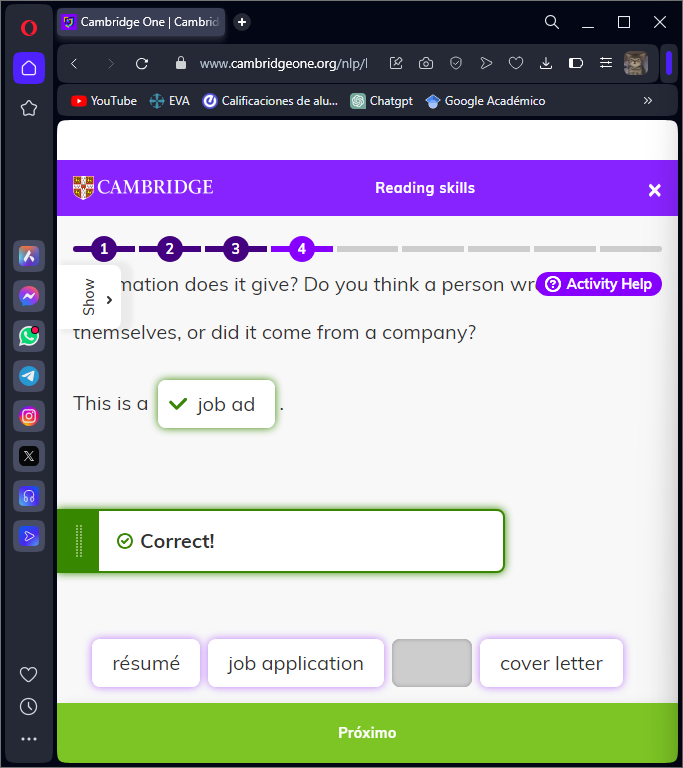 Cambridge One | Cambrid
www.cambridgeone.org/nlp/l
YouTube EVA Calificaciones de alu... Chatgpt Google Académico »
CAMBRIDGE Reading skills
1 2 3 4
Show
mation does it give? Do you think a person wr
Activity Help
themselves, or did it come from a company?
This is a job ad .
Correct!
résumé job application cover letter
Próximo